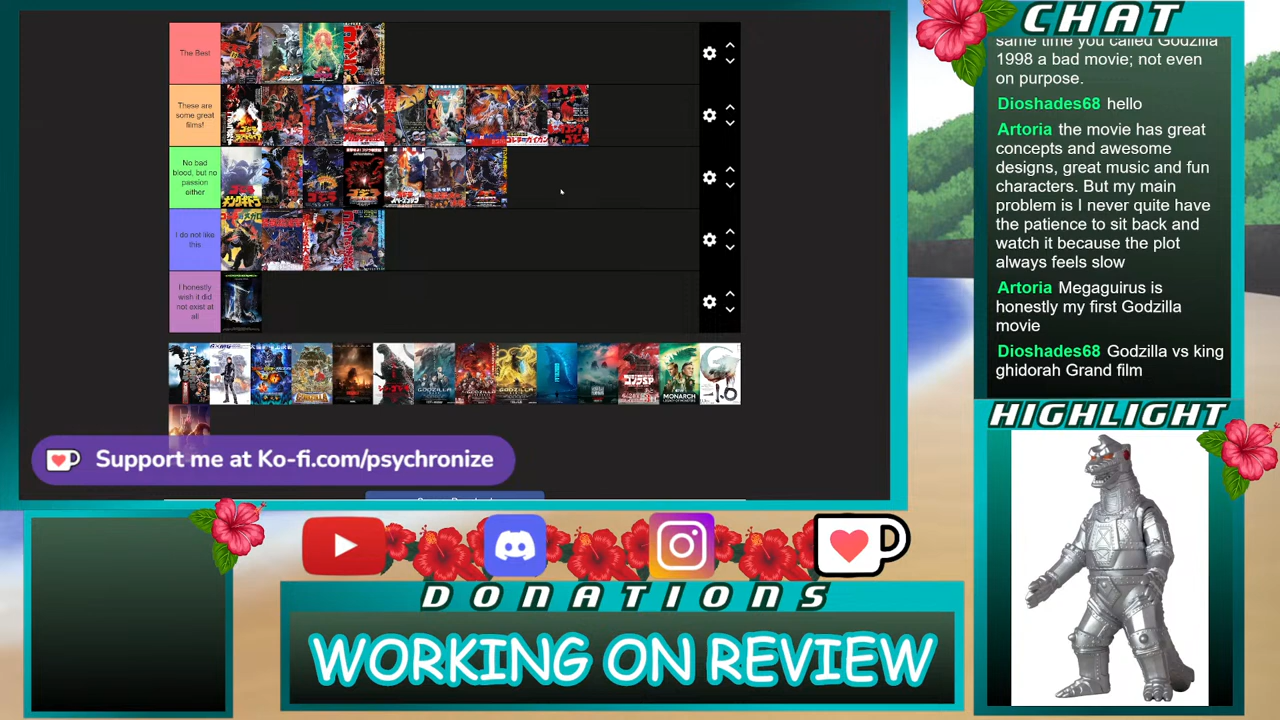 CHAT
same time you called Godzilla
1998 a bad movie; not even
on purpose.
Dioshades68 hello
Artoria the movie has great
concepts and awesome
designs, great music and fun
characters. But my main
problem is I never quite have
the patience to sit back and
watch it because the plot
always feels slow
Artoria Megaguirus is
honestly my first Godzilla
movie
Dioshades68 Godzilla vs king
ghidorah Grand film
The Best
These are
some great
films!
No bad
blood, but no
passion
either
I do not like
this
I honestly
wish it did
not exist at
all
GODZILLA
GODZILLA
GODZILLA
MONARCH
Support me at Ko-fi.com/psychronize
HIGHLIGHT
DONATIONS
WORKING ON REVIEW